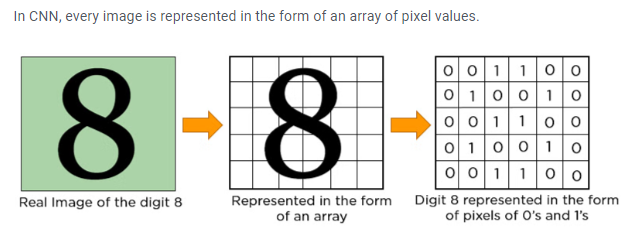 In CNN, every image is represented in the form of an array of pixel values.
8
8
0 0 1 1 0 0
0 1 0 0 1 0
0 0 1 1 0 0
0 1 0 0 1 0
0 0 1 1 0 0
Real Image of the digit 8
Represented in the form
of an array
Digit 8 represented in the form
of pixels of 0's and 1's